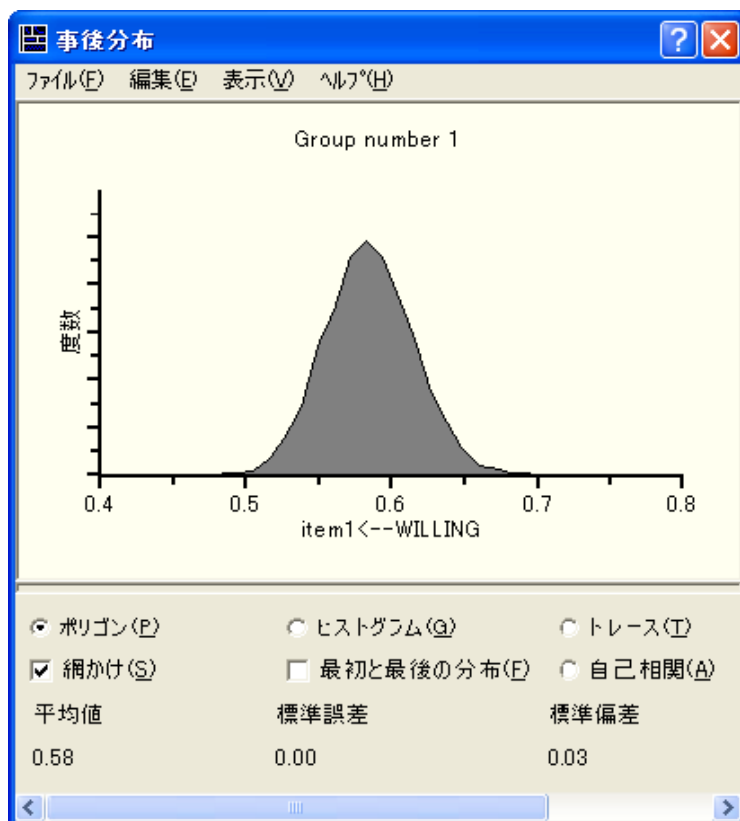 事後分布
ファイル(F) 編集(E) 表示(V) ヘルプ(H)
Group number 1
度数
0.4 0.5 0.6 0.7 0.8
item1<--WILLING
ポリゴン(P) ヒストグラム(G) トレース(T)
網かけ(S) 最初と最後の分布(F) 自己相関(A)
平均値 標準誤差 標準偏差
0.58 0.00 0.03